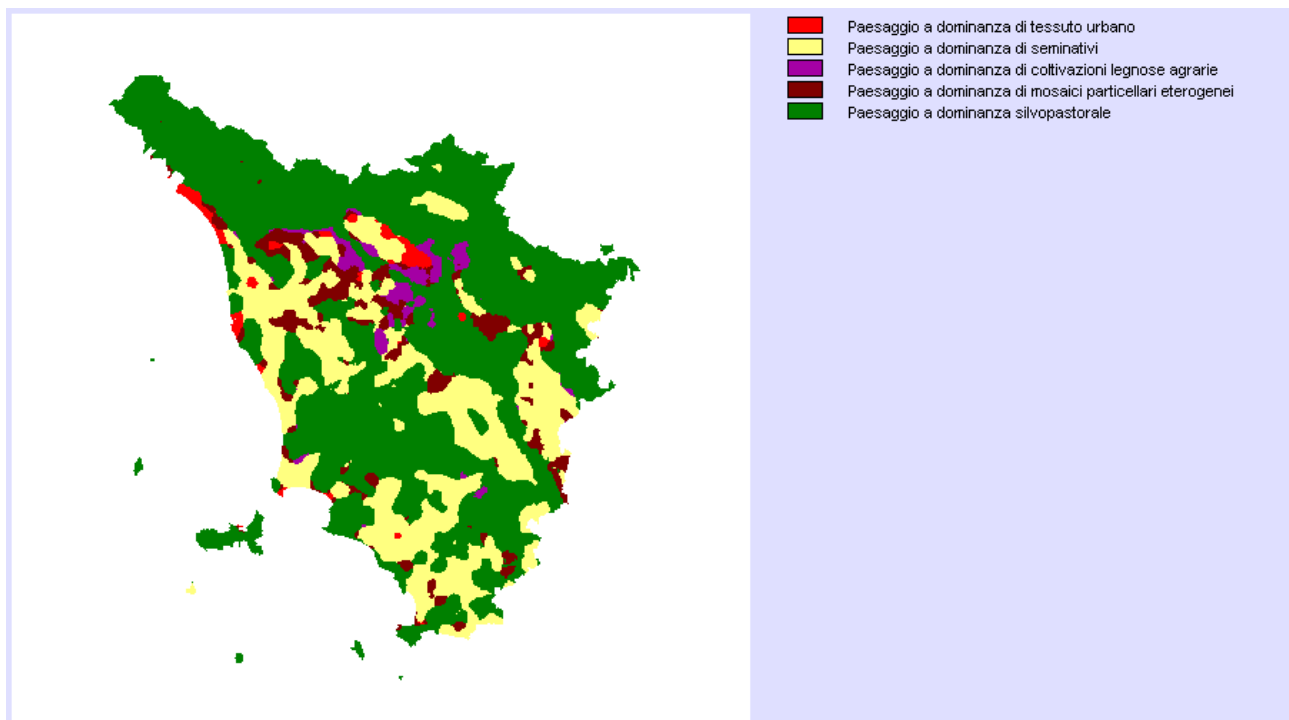 Paesaggio a dominanza di tessuto urbano
Paesaggio a dominanza di seminativi
Paesaggio a dominanza di coltivazioni legnose agrarie
Paesaggio a dominanza di mosaici particellari eterogenei
Paesaggio a dominanza silvopastorale